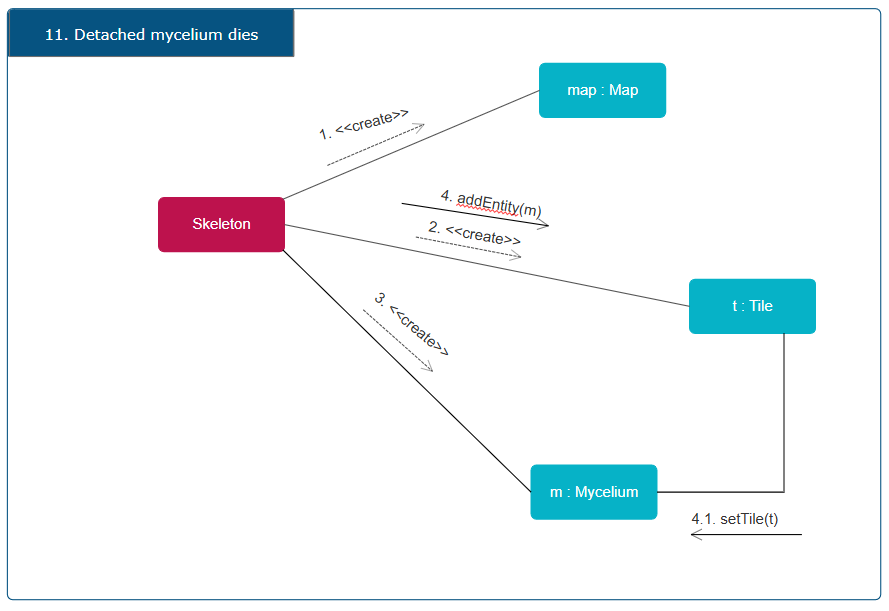 11. Detached mycelium dies
map : Map
1. <<create>>
4. addEntity(m)
Skeleton
2. <<create>>
3. <<create>>
t : Tile
m : Mycelium
4.1. setTile(t)